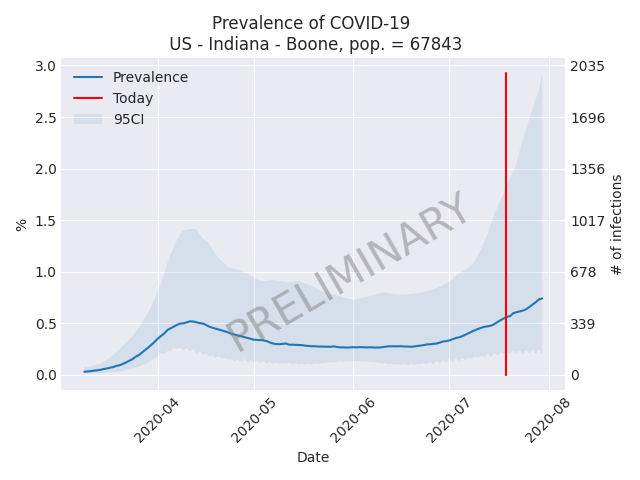 Prevalence of COVID-19
US - Indiana - Boone, pop. = 67843
Prevalence
Today
95CI
PRELIMINARY
%
3.0
2.5
2.0
1.5
1.0
0.5
0.0
2035
1696
1356
1017
678
339
0
# of infections
2020-04
2020-05
2020-06
2020-07
2020-08
Date